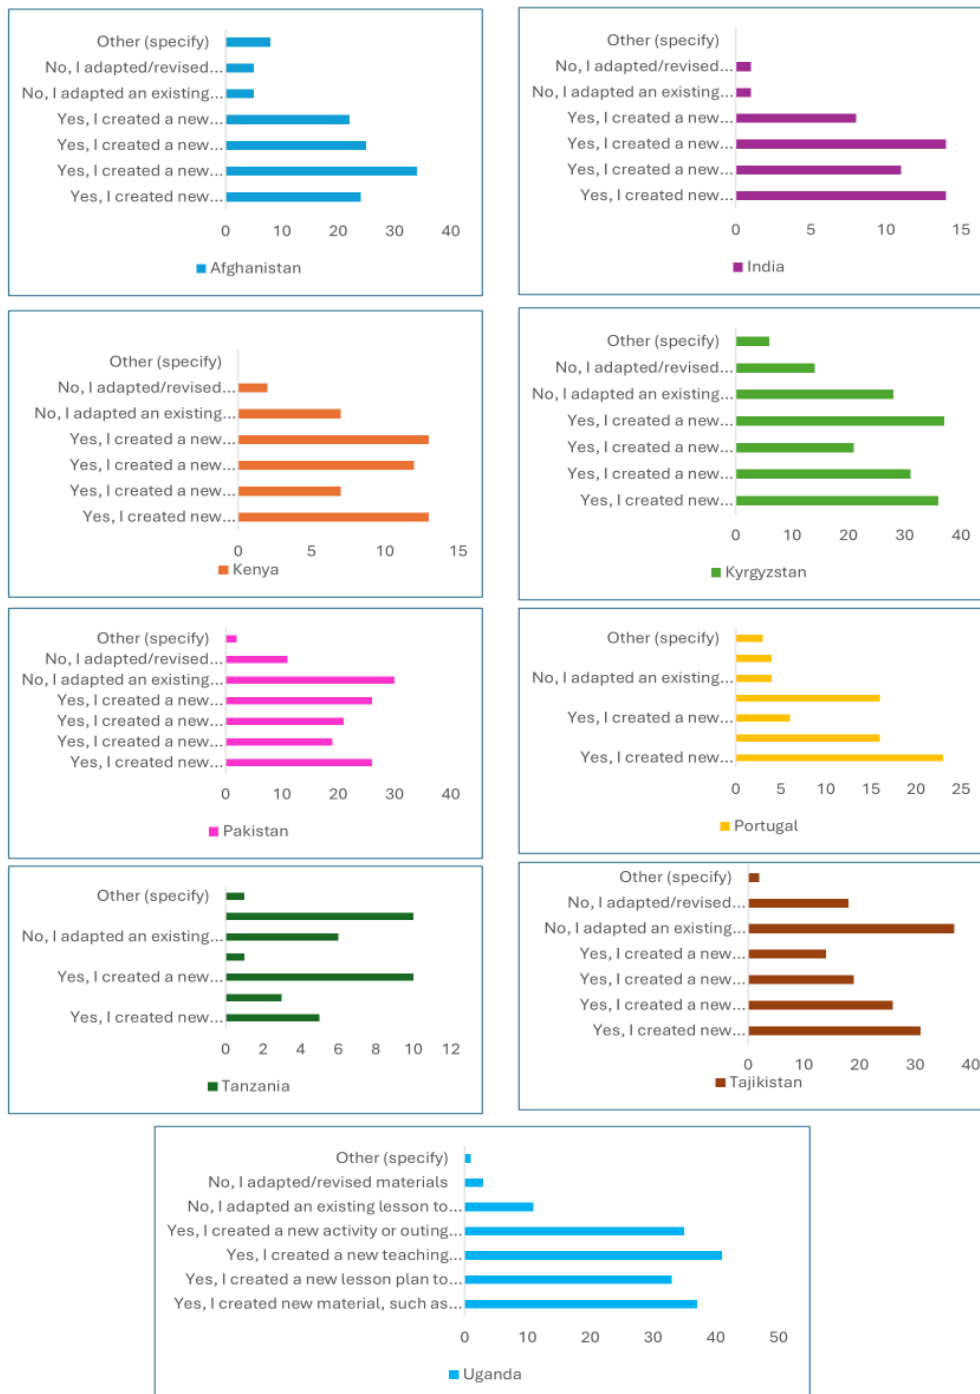 Other (specify)
No, I adapted/revised...
No, I adapted an existing...
Yes, I created a new...
Yes, I created a new...
Yes, I created a new...
Yes, I created new...
0 10 20 30 40
Afghanistan
Other (specify)
No, I adapted/revised...
No, I adapted an existing...
Yes, I created a new...
Yes, I created a new...
Yes, I created a new...
Yes, I created new...
0 5 10 15
India
Other (specify)
No, I adapted/revised...
No, I adapted an existing...
Yes, I created a new...
Yes, I created a new...
Yes, I created a new...
Yes, I created new...
0 5 10 15
Kenya
Other (specify)
No, I adapted/revised...
No, I adapted an existing...
Yes, I created a new...
Yes, I created a new...
Yes, I created a new...
Yes, I created new...
0 10 20 30 40
Kyrgyzstan
Other (specify)
No, I adapted/revised...
No, I adapted an existing...
Yes, I created a new...
Yes, I created a new...
Yes, I created a new...
Yes, I created new...
0 10 20 30 40
Pakistan
Other (specify)
No, I adapted an existing...
Yes, I created a new...
Yes, I created new...
0 5 10 15 20 25
Portugal
Other (specify)
No, I adapted an existing...
Yes, I created a new...
Yes, I created new...
0 2 4 6 8 10 12
Tanzania
Other (specify)
No, I adapted/revised...
No, I adapted an existing...
Yes, I created a new...
Yes, I created a new...
Yes, I created a new...
Yes, I created new...
0 10 20 30 40
Tajikistan
Other (specify)
No, I adapted/revised materials
No, I adapted an existing lesson to...
Yes, I created a new activity or outing...
Yes, I created a new teaching...
Yes, I created a new lesson plan to...
Yes, I created new material, such as...
0 10 20 30 40 50
Uganda